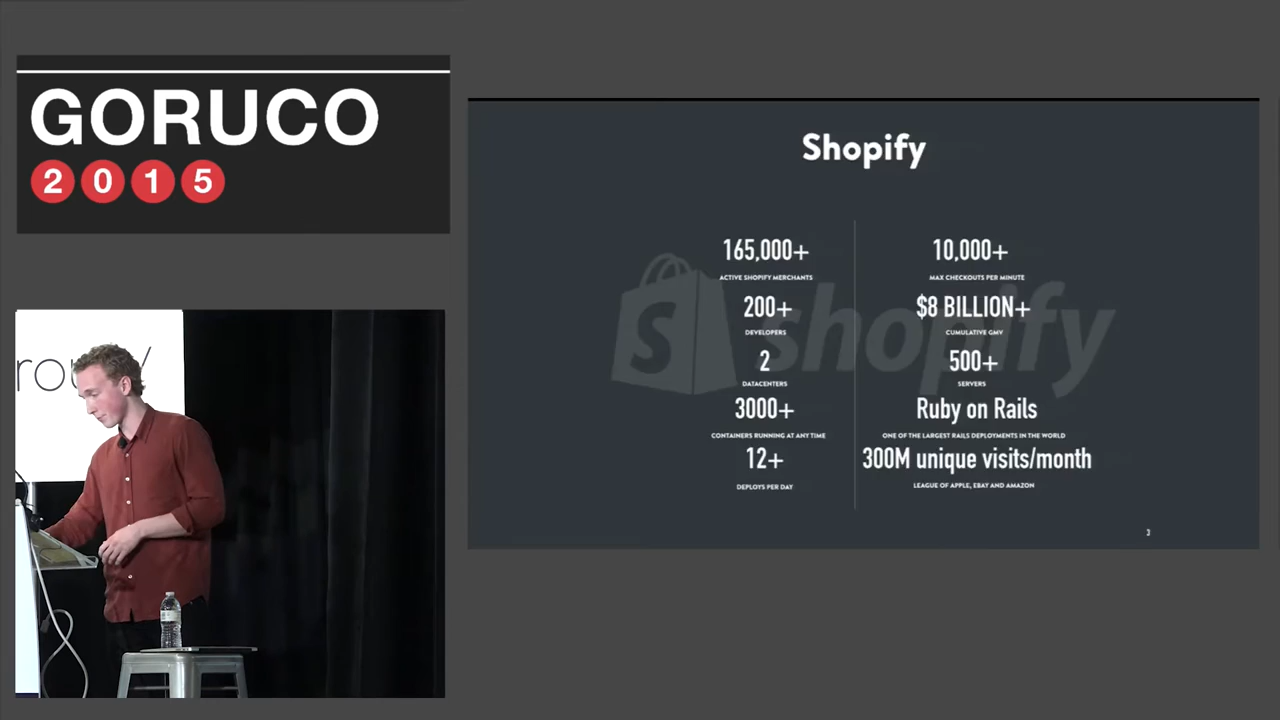 GORUCO
2015
Shopify
165,000+
ACTIVE SHOPIFY MERCHANTS
200+
DEVELOPERS
2
DATACENTERS
3000+
CONTAINERS RUNNING AT ANY TIME
12+
DEPLOYS PER DAY
10,000+
MAX CHECKOUTS PER MINUTE
$8 BILLION+
CUMULATIVE GMV
500+
SERVERS
Ruby on Rails
ONE OF THE LARGEST RAILS DEPLOYMENTS IN THE WORLD
300M unique visits/month
LEAGUE OF APPLE, EBAY AND AMAZON
shopify
3